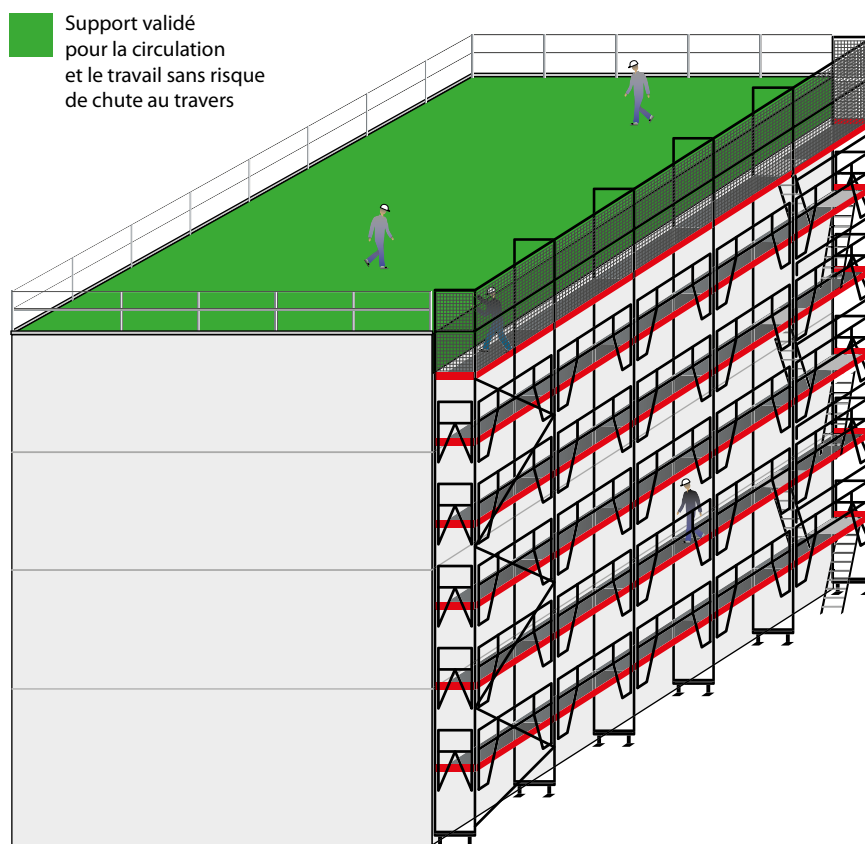 Support validé
pour la circulation
et le travail sans risque
de chute au travers